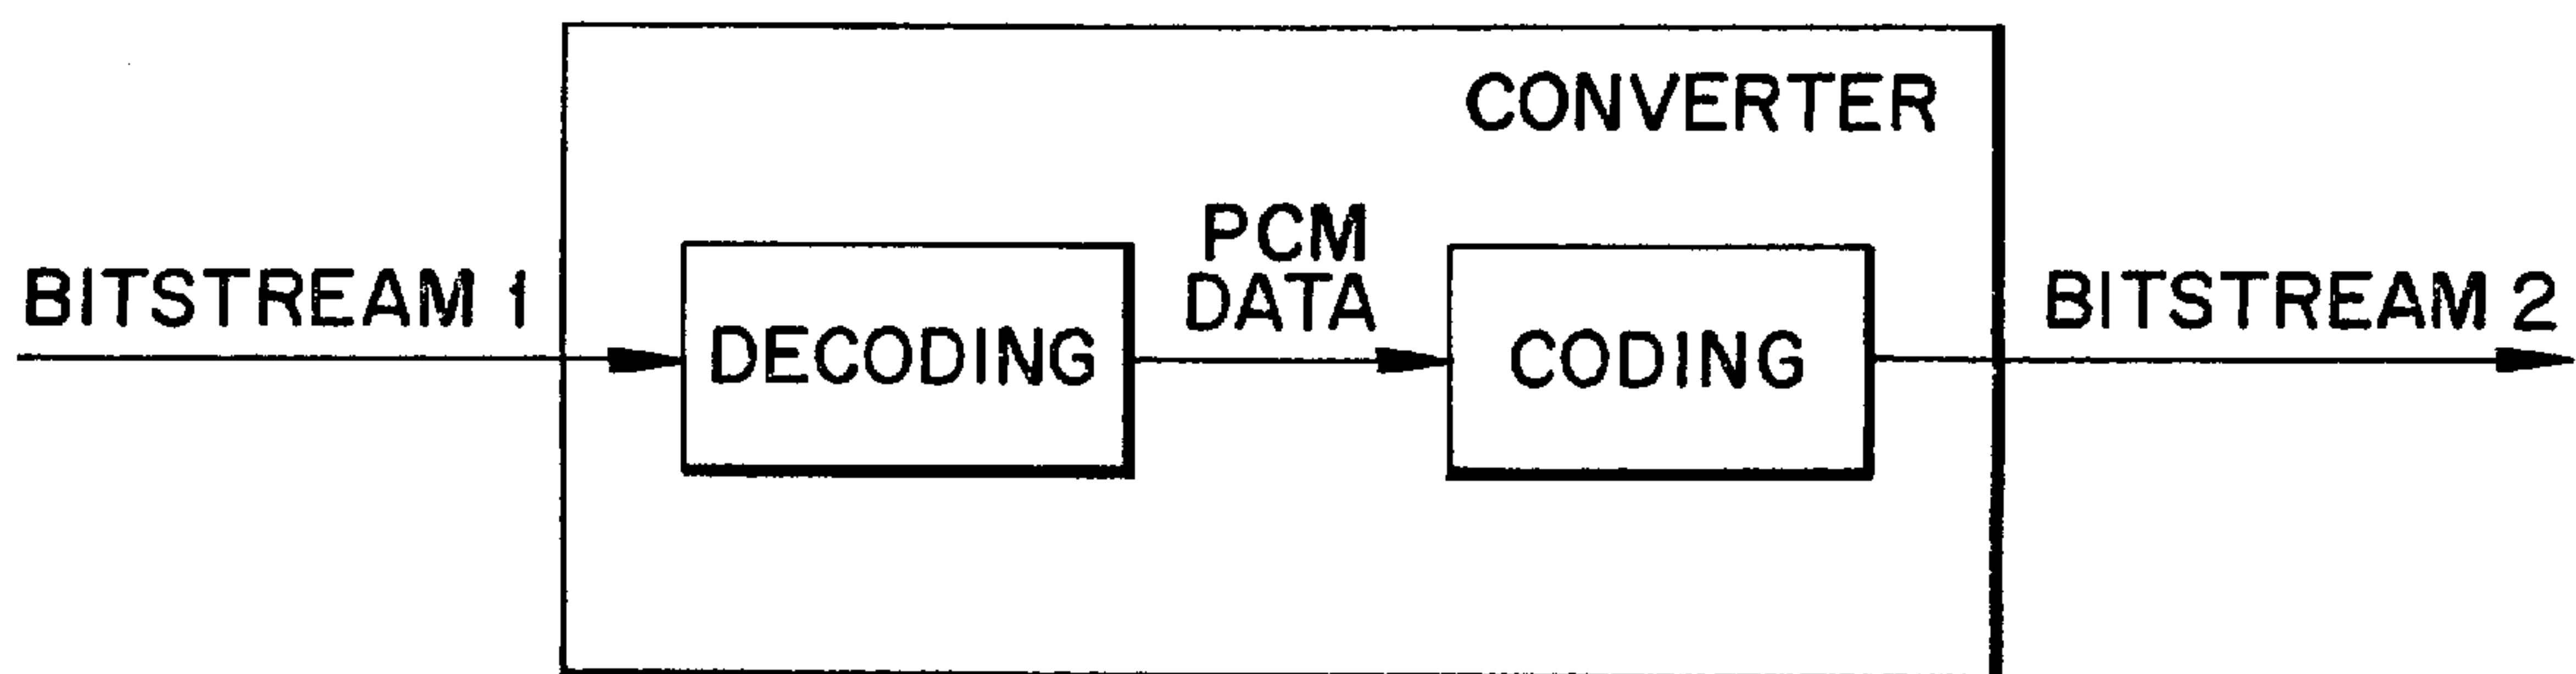 CONVERTER
BITSTREAM 1
DECODING
PCM
DATA
CODING
BITSTREAM 2